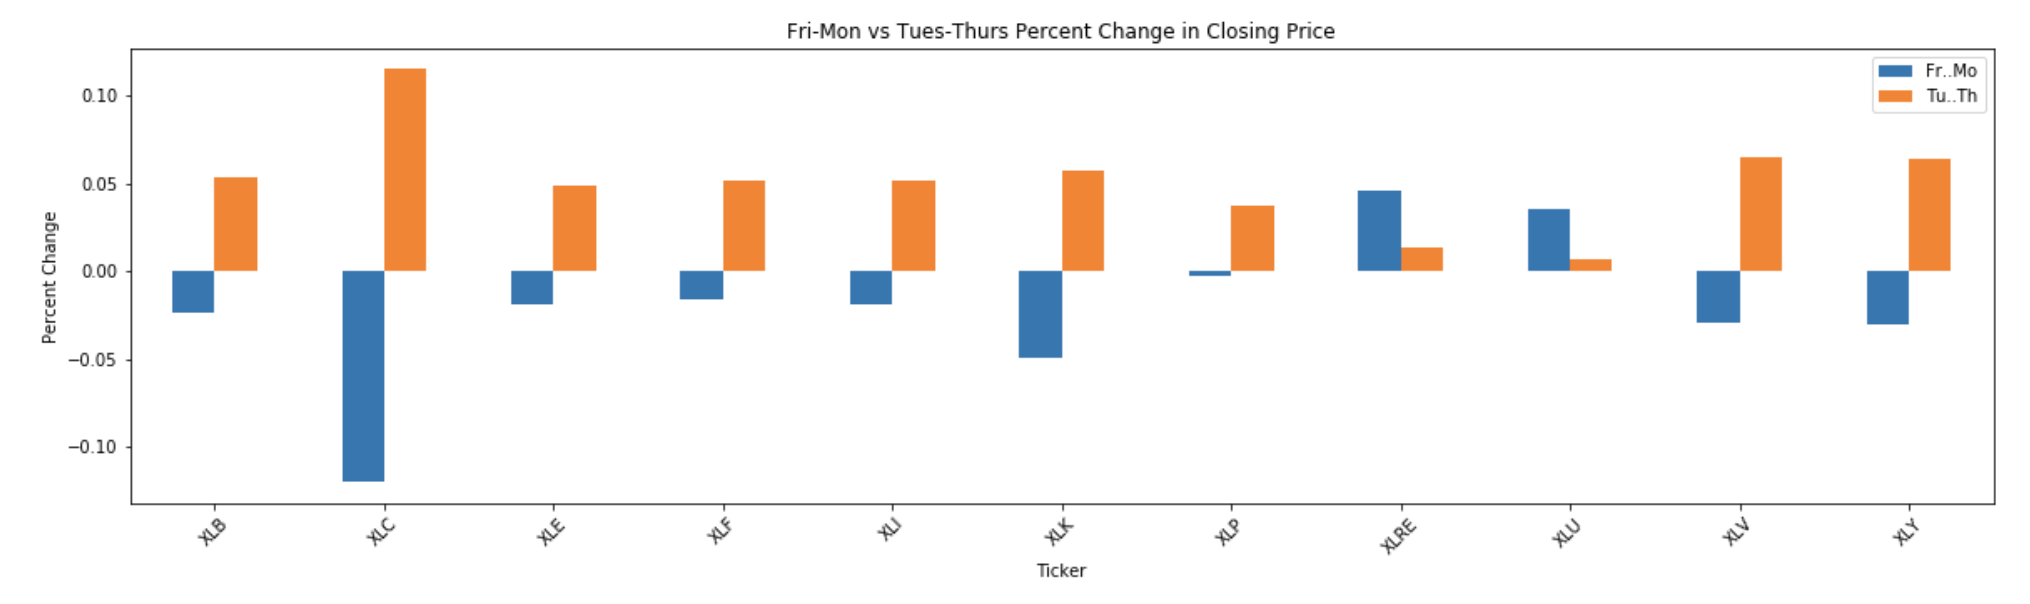 Fri-Mon vs Tues-Thurs Percent Change in Closing Price
Fr..Mo
Tu..Th
Percent Change
0.10
0.05
0.00
−0.05
−0.10
XLB
XLC
XLE
XLF
XLI
XLK
XLP
XLRE
XLU
XLV
XLY
Ticker